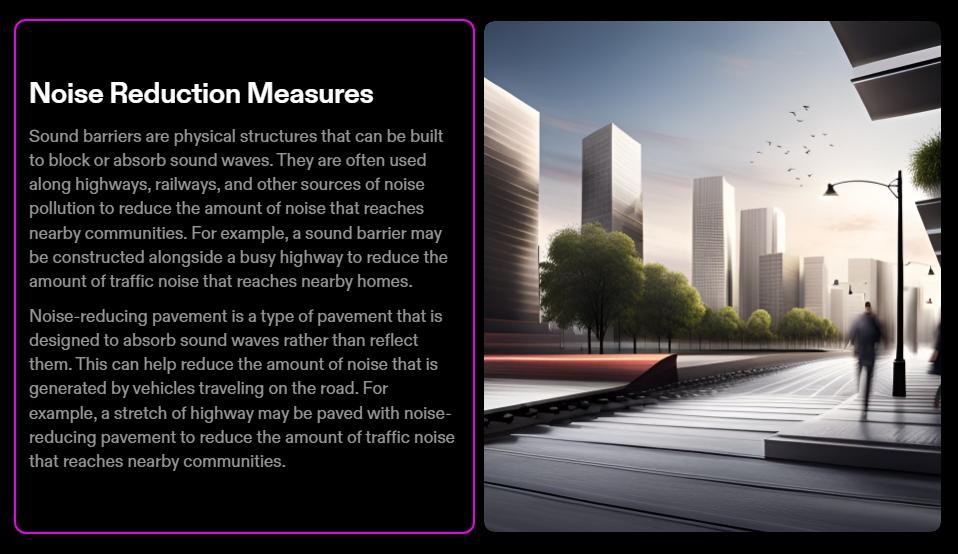 Noise Reduction Measures
Sound barriers are physical structures that can be built
to block or absorb sound waves. They are often used
along highways, railways, and other sources of noise
pollution to reduce the amount of noise that reaches
nearby communities. For example, a sound barrier may
be constructed alongside a busy highway to reduce the
amount of traffic noise that reaches nearby homes.
Noise-reducing pavement is a type of pavement that is
designed to absorb sound waves rather than reflect
them. This can help reduce the amount of noise that is
generated by vehicles traveling on the road. For
example, a stretch of highway may be paved with noise-
reducing pavement to reduce the amount of traffic noise
that reaches nearby communities.